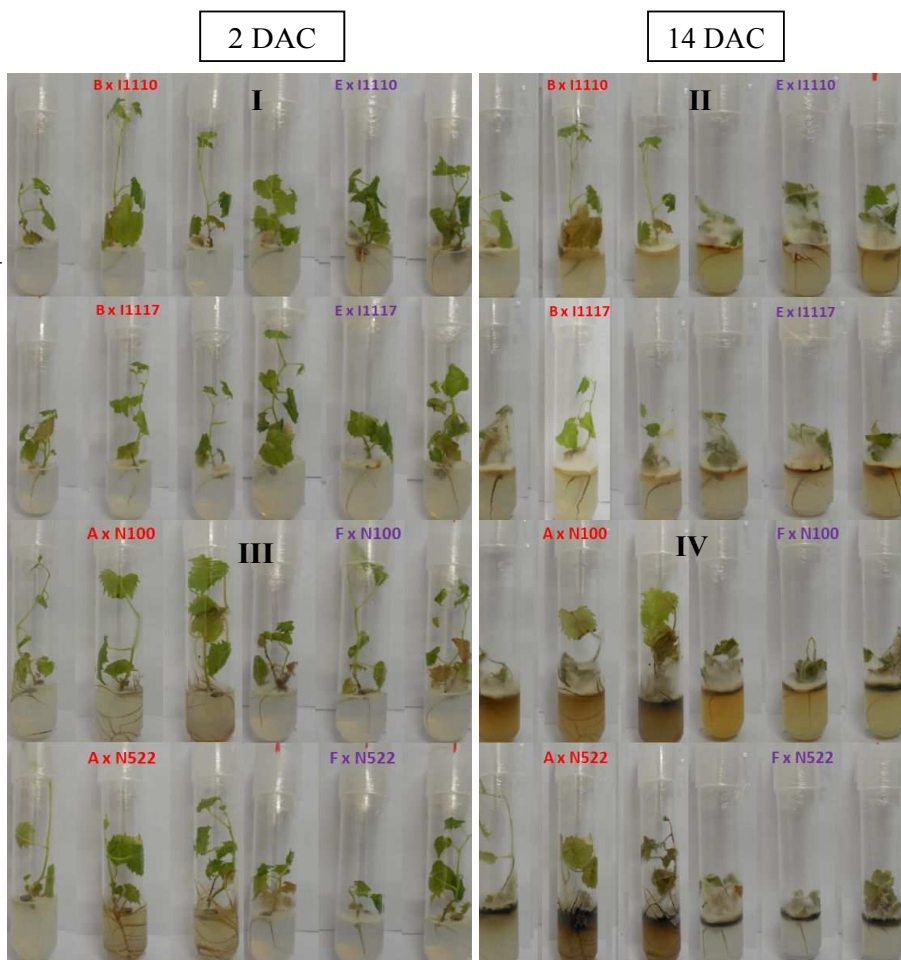 2 DAC
14 DAC
B x I1110
I
E x I1110
B x I1110
II
E x I1110
B x I1117
E x I1117
B x I1117
E x I1117
A x N100
III
F x N100
A x N100
IV
F x N100
A x N522
F x N522
A x N522
F x N522